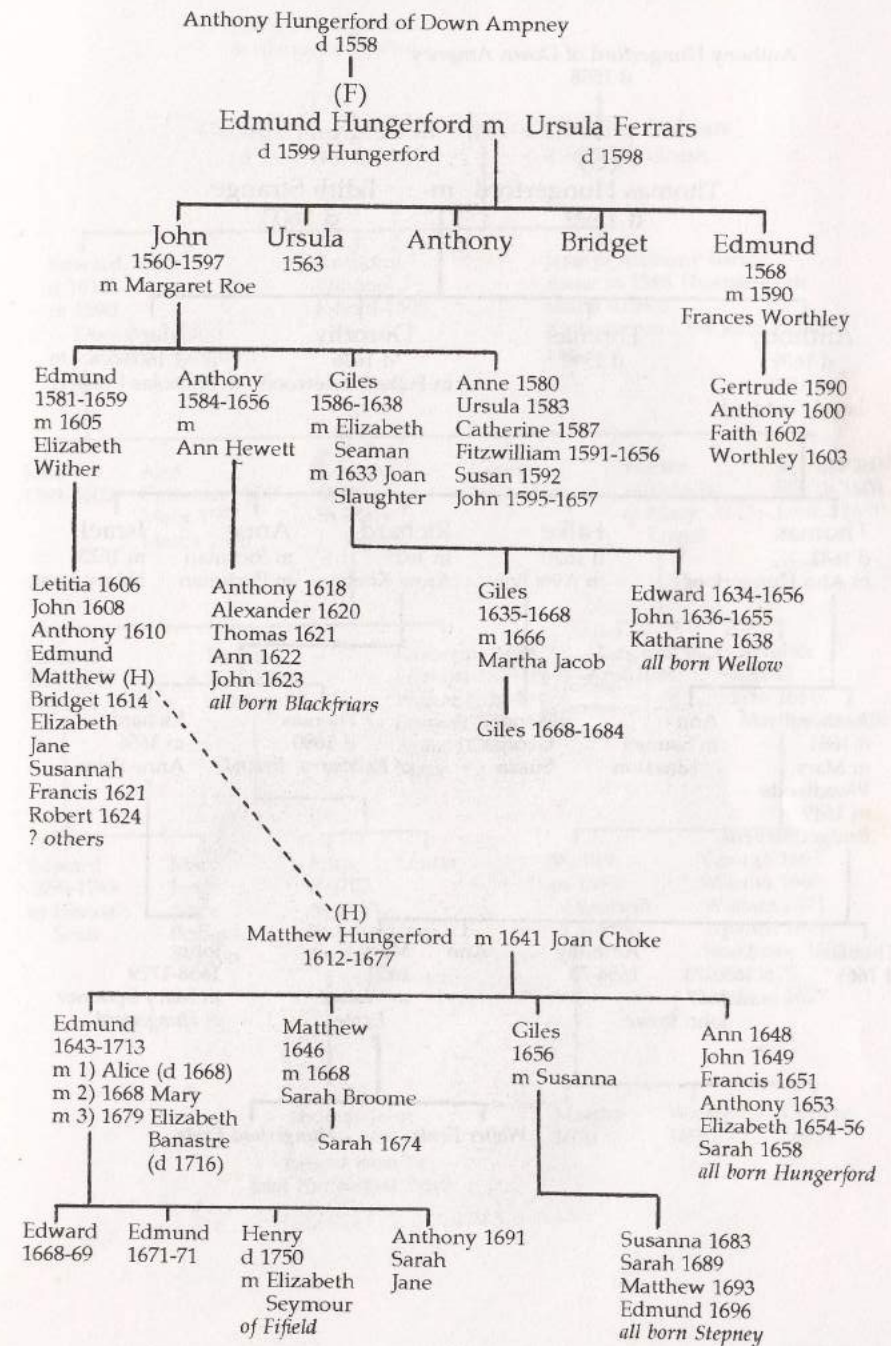 Anthony Hungerford of Down Ampney
d 1558
(F)
Edmund Hungerford m Ursula Ferrars
d 1599 Hungerford
d 1598
John
1560-1597
m Margaret Roe
Ursula
1563
Anthony
Bridget
Edmund
1568
m 1590
Frances Worthley
Edmund
1581-1659
m 1605
Elizabeth
Wither
Anthony
1584-1656
m
Ann Hewett
Giles
1586-1638
m Elizabeth
Seaman
m 1633 Joan
Slaughter
Anne 1580
Ursula 1583
Catherine 1587
Fitzwilliam 1591-1656
Susan 1592
John 1595-1657
Gertrude 1590
Anthony 1600
Faith 1602
Worthley 1603
Letitia 1606
John 1608
Anthony 1610
Edmund
Matthew (H)
Bridget 1614
Elizabeth
Jane
Susannah
Francis 1621
Robert 1624
? others
Anthony 1618
Alexander 1620
Thomas 1621
Ann 1622
John 1623
all born Blackfriars
Giles
1635-1668
m 1666
Martha Jacob
Giles 1668-1684
Edward 1634-1656
John 1636-1655
Katharine 1638
all born Wellow
(H)
Matthew Hungerford
1612-1677
m 1641 Joan Choke
Edmund
1643-1713
m 1) Alice (d 1668)
m 2) 1668 Mary
m 3) 1679 Elizabeth
Banastre
(d 1716)
Matthew
1646
m 1668
Sarah Broome
Sarah 1674
Giles
1656
m Susanna
Ann 1648
John 1649
Francis 1651
Anthony 1653
Elizabeth 1654-56
Sarah 1658
all born Hungerford
Edward
1668-69
Edmund
1671-71
Henry
d 1750
m Elizabeth
Seymour
of Fifield
Anthony 1691
Sarah
Jane
Susanna 1683
Sarah 1689
Matthew 1693
Edmund 1696
all born Stepney